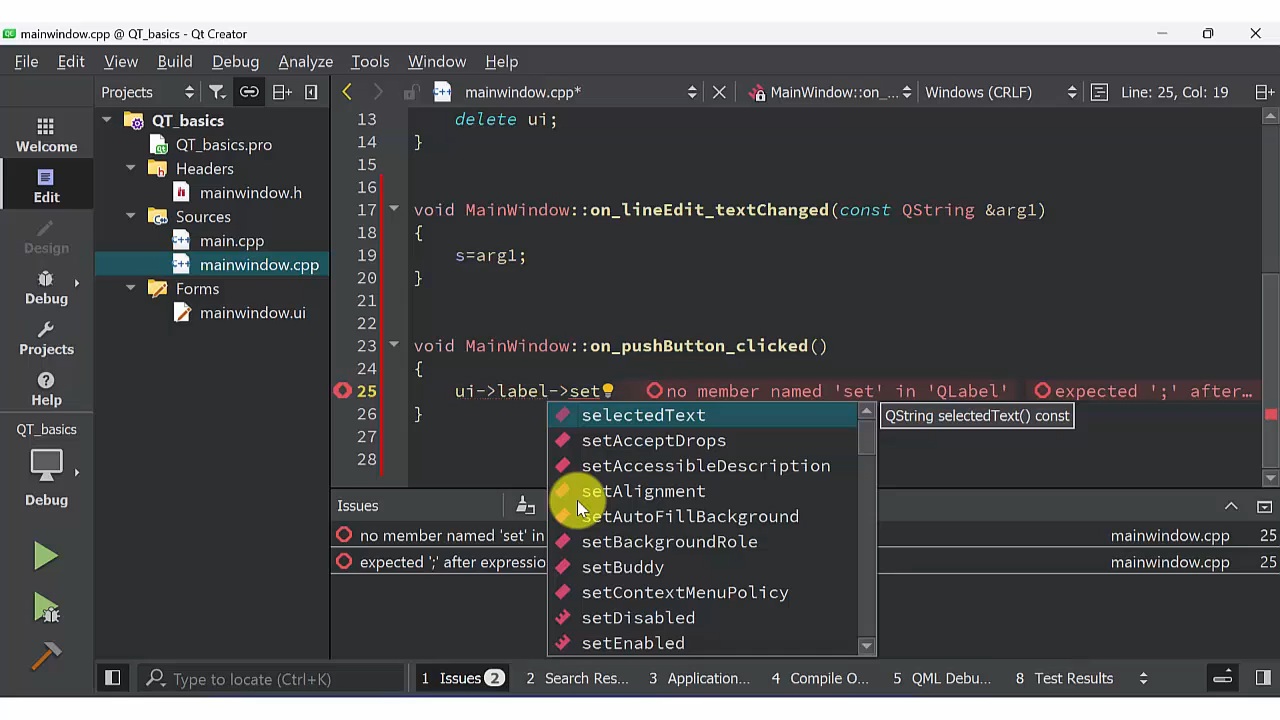 mainwindow.cpp @ QT_basics - Qt Creator
File Edit View Build Debug Analyze Tools Window Help
Projects mainwindow.cpp* MainWindow::on_... Windows (CRLF) Line: 25, Col: 19
Welcome
Edit
Design
Debug
Projects
Help
QT_basics
Debug
QT_basics
QT_basics.pro
Headers
mainwindow.h
Sources
main.cpp
mainwindow.cpp
Forms
mainwindow.ui
13 delete ui;
14 }
15
16
17 void MainWindow::on_lineEdit_textChanged(const QString &arg1)
18 {
19 s=arg1;
20 }
21
22
23 void MainWindow::on_pushButton_clicked()
24 {
25 ui->label->set no member named 'set' in 'QLabel' expected ';' after…
26 }
27
28
selectedText QString selectedText() const
setAcceptDrops
setAccessibleDescription
setAlignment
setAutoFillBackground
setBackgroundRole
setBuddy
setContextMenuPolicy
setDisabled
setEnabled
Issues
no member named 'set' in mainwindow.cpp 25
expected ';' after expressio mainwindow.cpp 25
Type to locate (Ctrl+K) 1 Issues 2 2 Search Res... 3 Application... 4 Compile O... 5 QML Debu... 8 Test Results